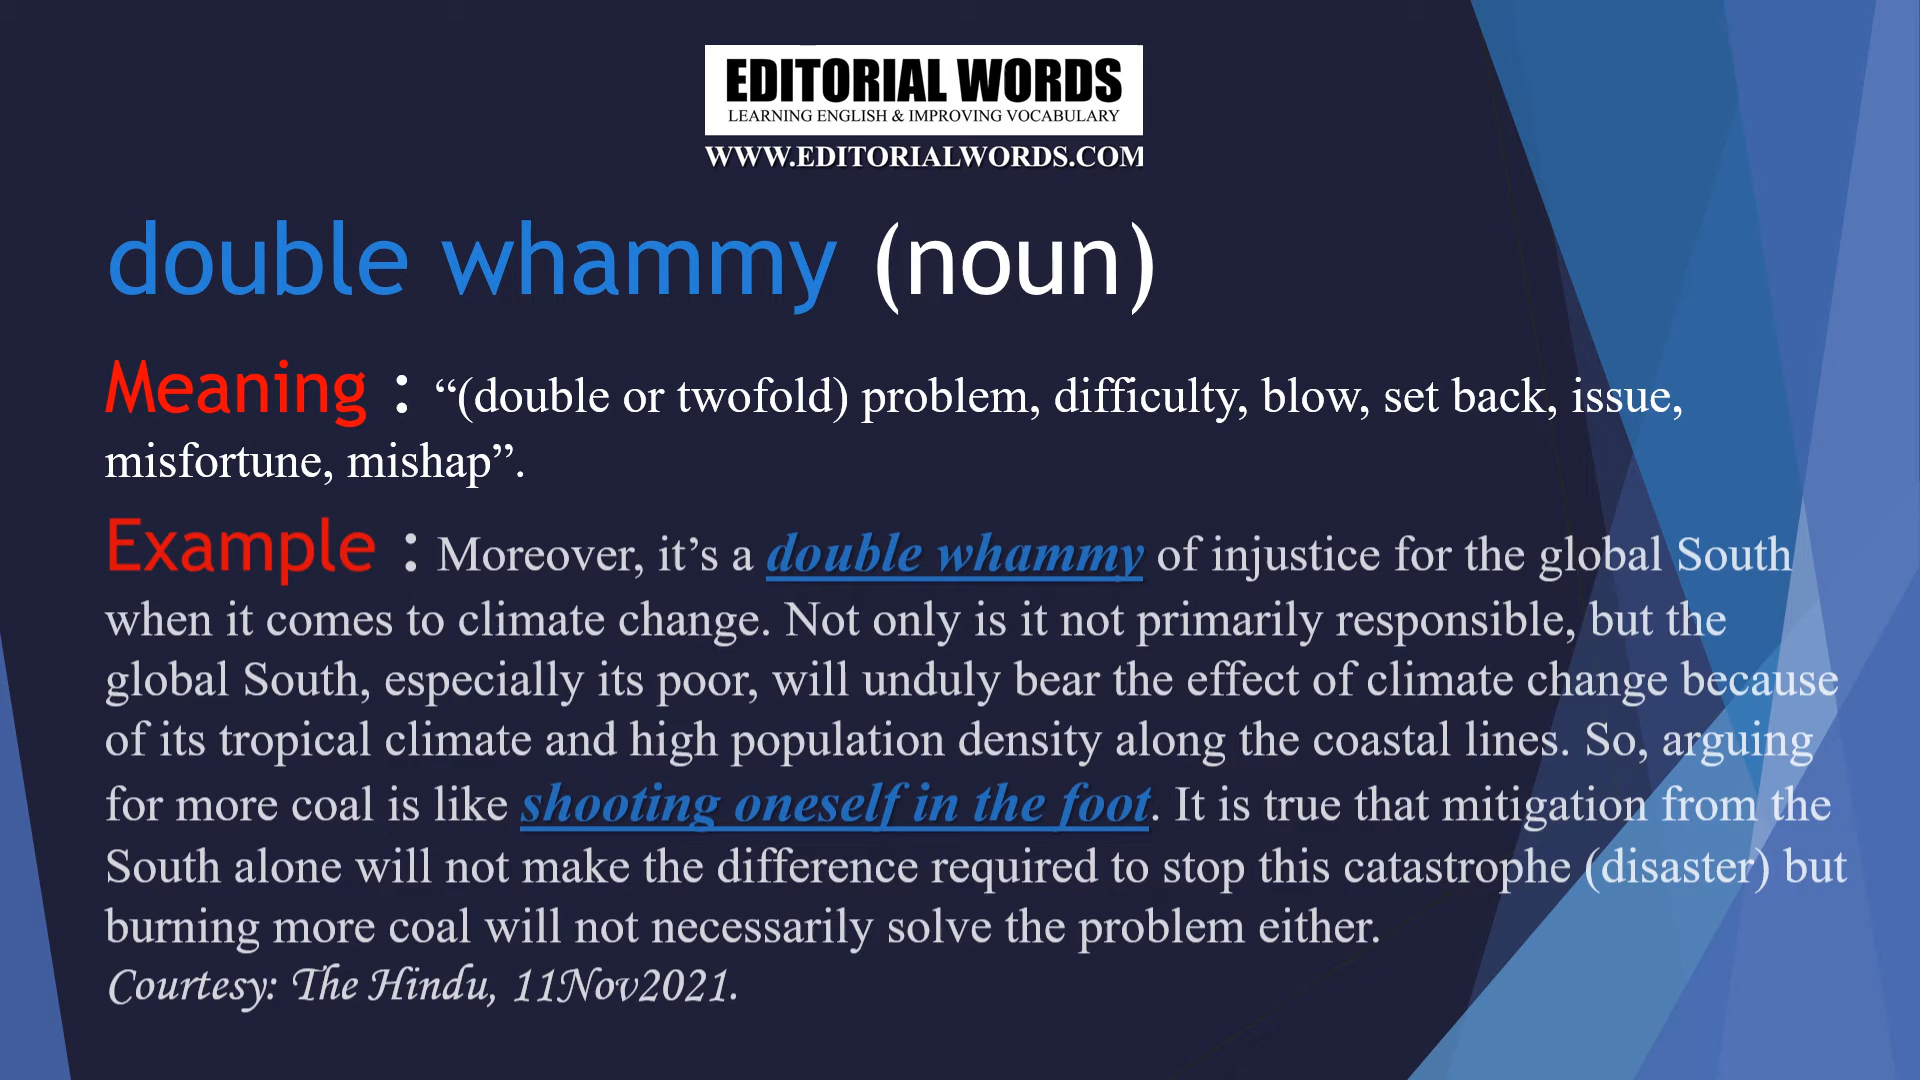 EDITORIAL WORDS
LEARNING ENGLISH & IMPROVING VOCABULARY
WWW.EDITORIALWORDS.COM
double whammy (noun)
Meaning : “(double or twofold) problem, difficulty, blow, set back, issue,
misfortune, mishap”.
Example : Moreover, it’s a double whammy of injustice for the global South
when it comes to climate change. Not only is it not primarily responsible, but the
global South, especially its poor, will unduly bear the effect of climate change because
of its tropical climate and high population density along the coastal lines. So, arguing
for more coal is like shooting oneself in the foot. It is true that mitigation from the
South alone will not make the difference required to stop this catastrophe (disaster) but
burning more coal will not necessarily solve the problem either.
Courtesy: The Hindu, 11Nov2021.